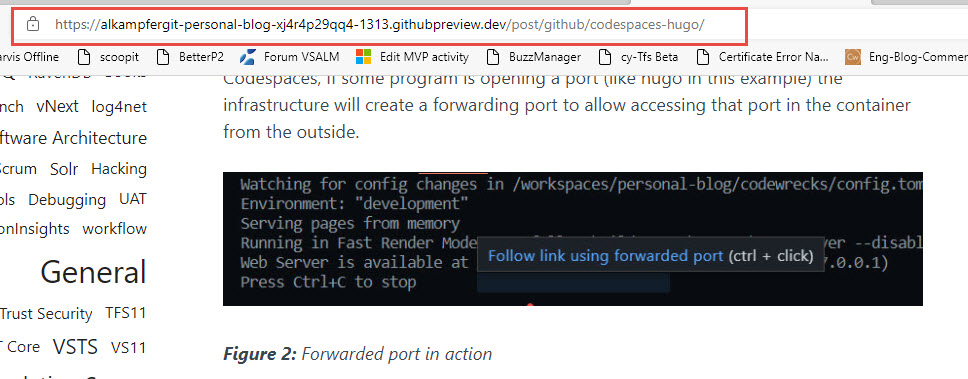 https://alkampfergit-personal-blog-xj4r4p29qq4-1313.githubpreview.dev/post/github/codespaces-hugo/
arvis Offline scoopit BetterP2 Forum VSALM Edit MVP activity BuzzManager cy-Tfs Beta Certificate Error Na... Eng-Blog-Commer
Codespaces, if some program is opening a port (like hugo in this example) the
infrastructure will create a forwarding port to allow accessing that port in the container
from the outside.
nch vNext log4net
ftware Architecture
Scrum Solr Hacking
ols Debugging UAT
onInsights workflow
General
Trust Security TFS11
Core VSTS VS11
Watching for config changes in /workspaces/personal-blog/codewrecks/config.tom
Environment: "development"
Serving pages from memory
Running in Fast Render Mode ver --disabl
Web Server is available at 7.0.0.1)
Follow link using forwarded port (ctrl + click)
Press Ctrl+C to stop
Figure 2: Forwarded port in action